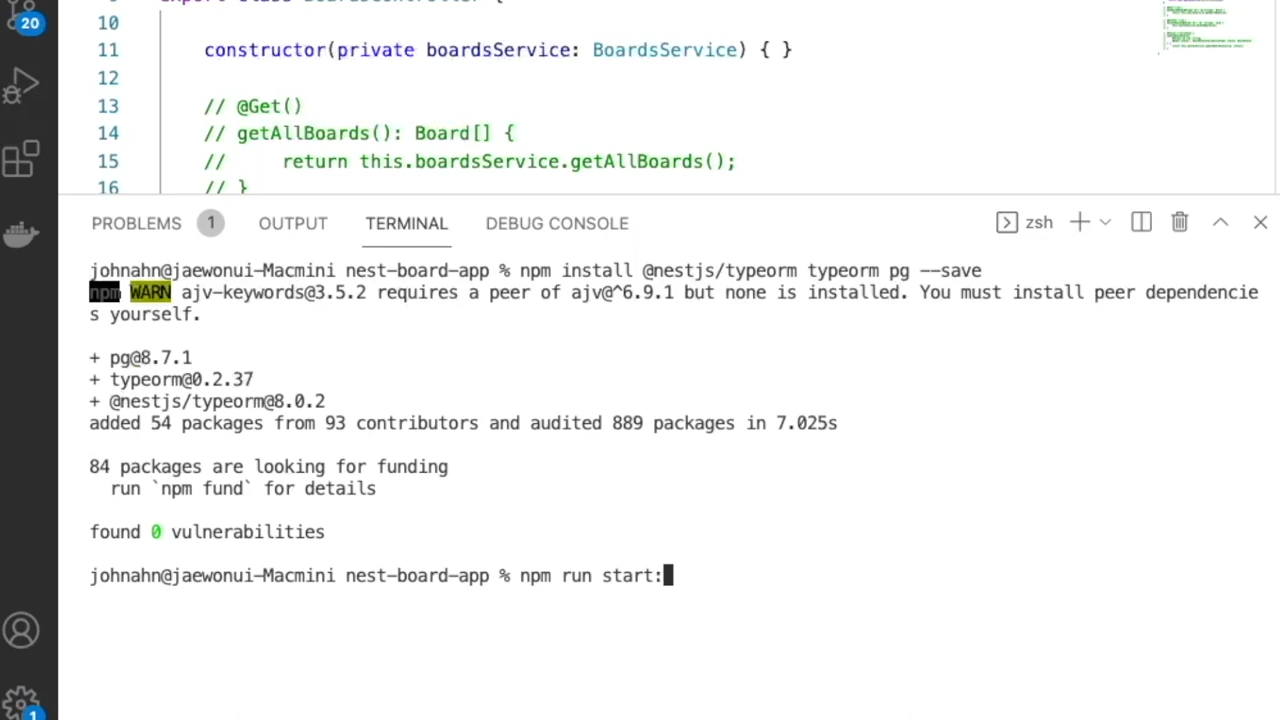 20
10
11 constructor(private boardsService: BoardsService) { }
12
13 // @Get()
14 // getAllBoards(): Board[] {
15 // return this.boardsService.getAllBoards();
16 // }
PROBLEMS 1 OUTPUT TERMINAL DEBUG CONSOLE zsh
johnahn@jaewonui-Macmini nest-board-app % npm install @nestjs/typeorm typeorm pg --save
npm WARN ajv-keywords@3.5.2 requires a peer of ajv@^6.9.1 but none is installed. You must install peer dependencie
s yourself.
+ pg@8.7.1
+ typeorm@0.2.37
+ @nestjs/typeorm@8.0.2
added 54 packages from 93 contributors and audited 889 packages in 7.025s
84 packages are looking for funding
run `npm fund` for details
found 0 vulnerabilities
johnahn@jaewonui-Macmini nest-board-app % npm run start:
1